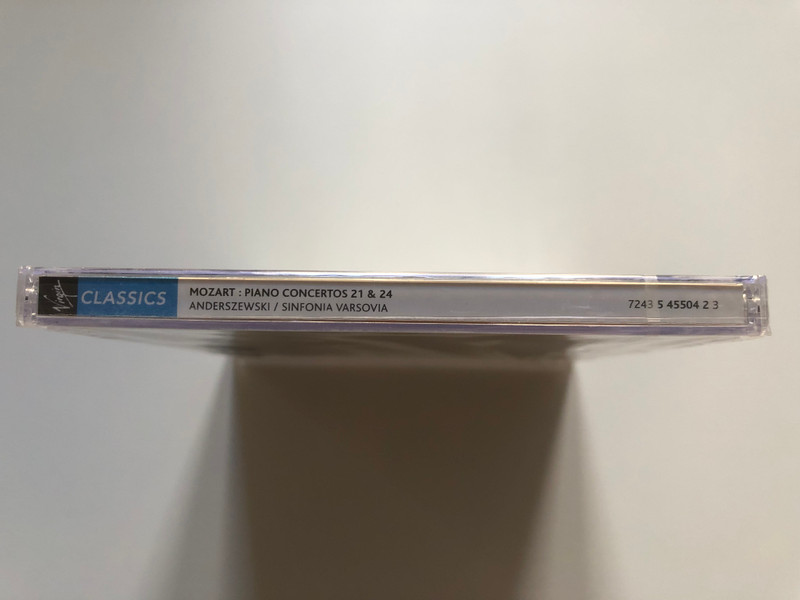 Virgin CLASSICS
MOZART : PIANO CONCERTOS 21 & 24
ANDERSZEWSKI / SINFONIA VARSOVIA
7243 5 45504 2 3